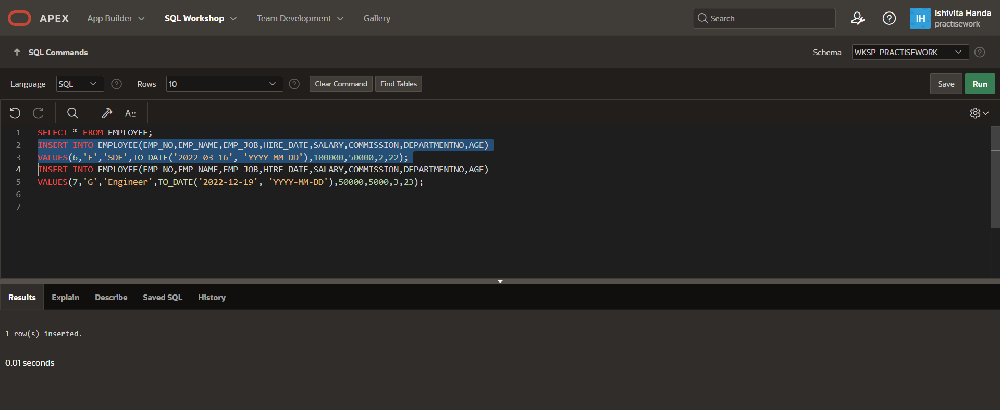 APEX App Builder SQL Workshop Team Development Gallery Search IH Ishivita Handa
practisework
SQL Commands Schema WKSP_PRACTISEWORK
Language SQL Rows 10 Clear Command Find Tables Save Run
A::
1 SELECT * FROM EMPLOYEE;
2 INSERT INTO EMPLOYEE(EMP_NO,EMP_NAME,EMP_JOB,HIRE_DATE,SALARY,COMMISSION,DEPARTMENTNO,AGE)
3 VALUES(6,'F','SDE',TO_DATE('2022-03-16', 'YYYY-MM-DD'),100000,50000,2,22);
4 INSERT INTO EMPLOYEE(EMP_NO,EMP_NAME,EMP_JOB,HIRE_DATE,SALARY,COMMISSION,DEPARTMENTNO,AGE)
5 VALUES(7,'G','Engineer',TO_DATE('2022-12-19', 'YYYY-MM-DD'),50000,5000,3,23);
6
7
Results Explain Describe Saved SQL History
1 row(s) inserted.
0.01 seconds